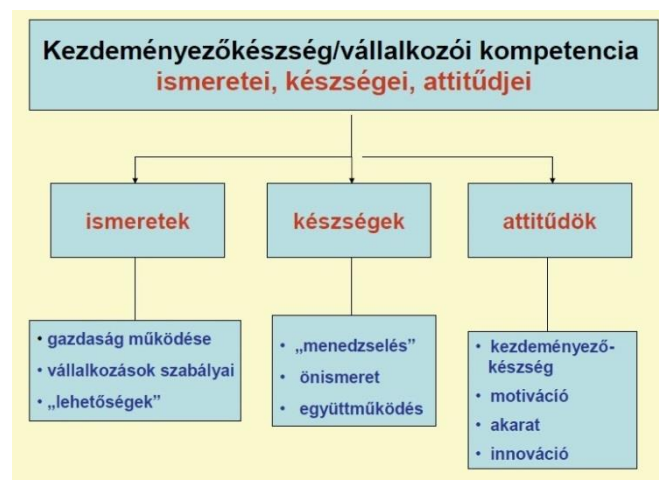 Kezdeményezőkészség/vállalkozói kompetencia
ismeretei, készségei, attitűdjei
ismeretek
készségek
attitűdök
• gazdaság működése
• vállalkozások szabályai
• „lehetőségek”
• „menedzselés”
• önismeret
• együttműködés
• kezdeményező-
készség
• motiváció
• akarat
• innováció